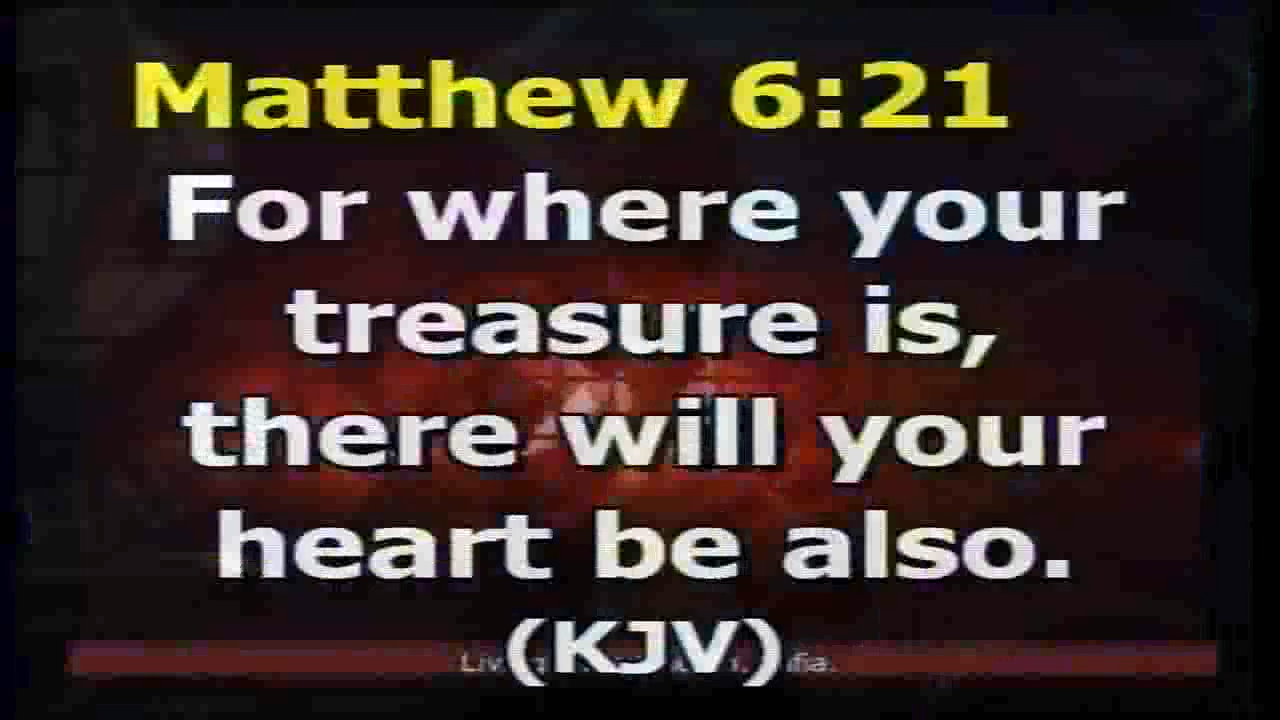 Matthew 6:21
For where your
treasure is,
there will your
heart be also.
(KJV)